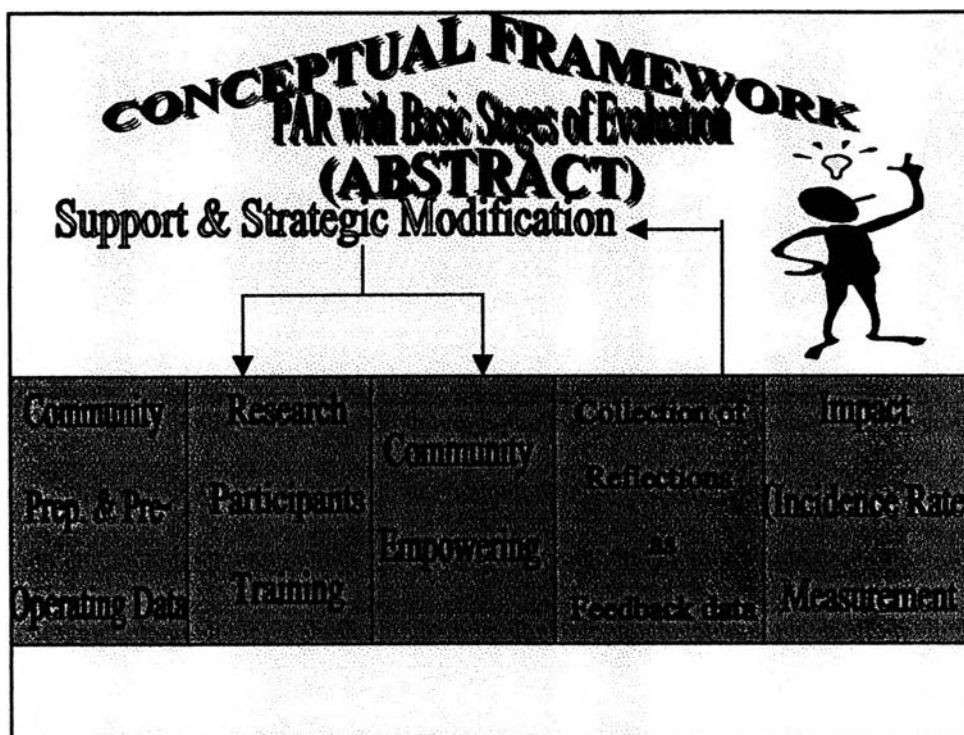 CONCEPTUAL FRAMEWORK
PAR with Basic Stages of Evaluation
(ABSTRACT)
Support & Strategic Modification
Community
Prep. & Pre-
Operating Data
Research
Participants
Training
Community
Empowering
Collection of
Reflections
as
Feedback data
Impact
(Incidence Rate
Measurement